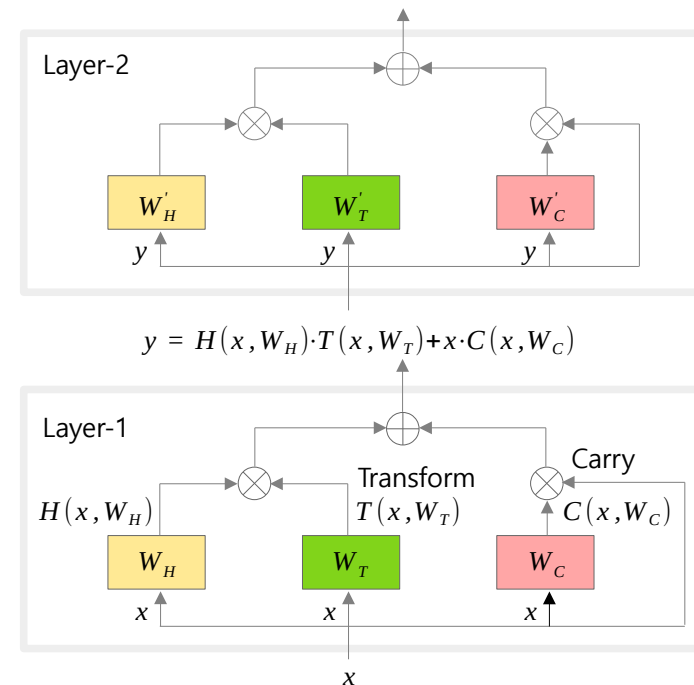 Layer-2
W'_H W'_T W'_C
y y y
y = H(x,W_H)·T(x,W_T)+x·C(x,W_C)
Layer-1
Transform Carry
H(x,W_H) T(x,W_T) C(x,W_C)
W_H W_T W_C
x x x
x